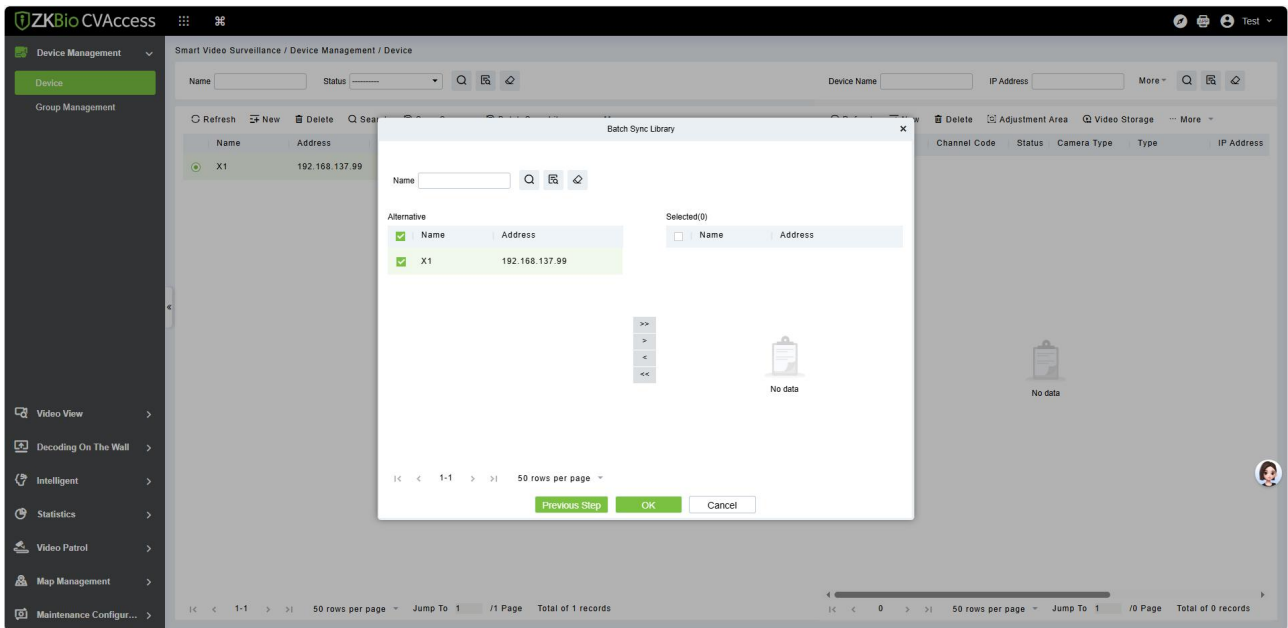 ZKBio CVAccess
Test
Device Management
Device
Group Management
Video View
Decoding On The Wall
Intelligent
Statistics
Video Patrol
Map Management
Maintenance Configur...
Smart Video Surveillance / Device Management / Device
Name Status ----------- Device Name IP Address More
Refresh New Delete Delete Adjustment Area Video Storage ··· More
Name Address Channel Code Status Camera Type Type IP Address
X1 192.168.137.99
Batch Sync Library ×
Name
Alternative Selected(0)
Name Address Name Address
X1 192.168.137.99
>>
>
<
<<
No data
No data
|< < 1-1 > >| 50 rows per page
Previous Step OK Cancel
|< < 1-1 > >| 50 rows per page Jump To 1 /1 Page Total of 1 records
|< < 0 > >| 50 rows per page Jump To 1 /0 Page Total of 0 records